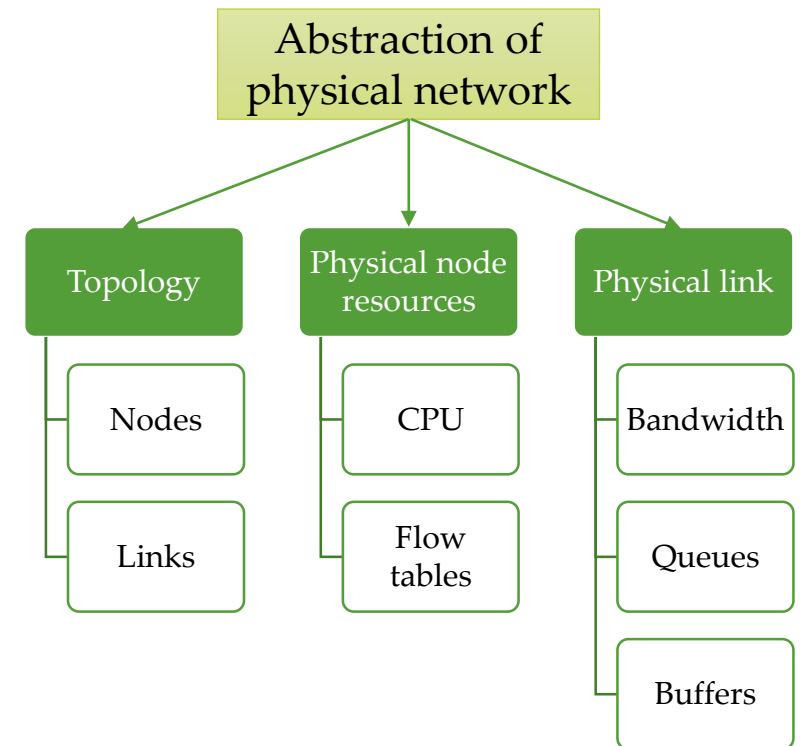 Abstraction of
physical network
Topology
Nodes
Links
Physical node
resources
CPU
Flow
tables
Physical link
Bandwidth
Queues
Buffers